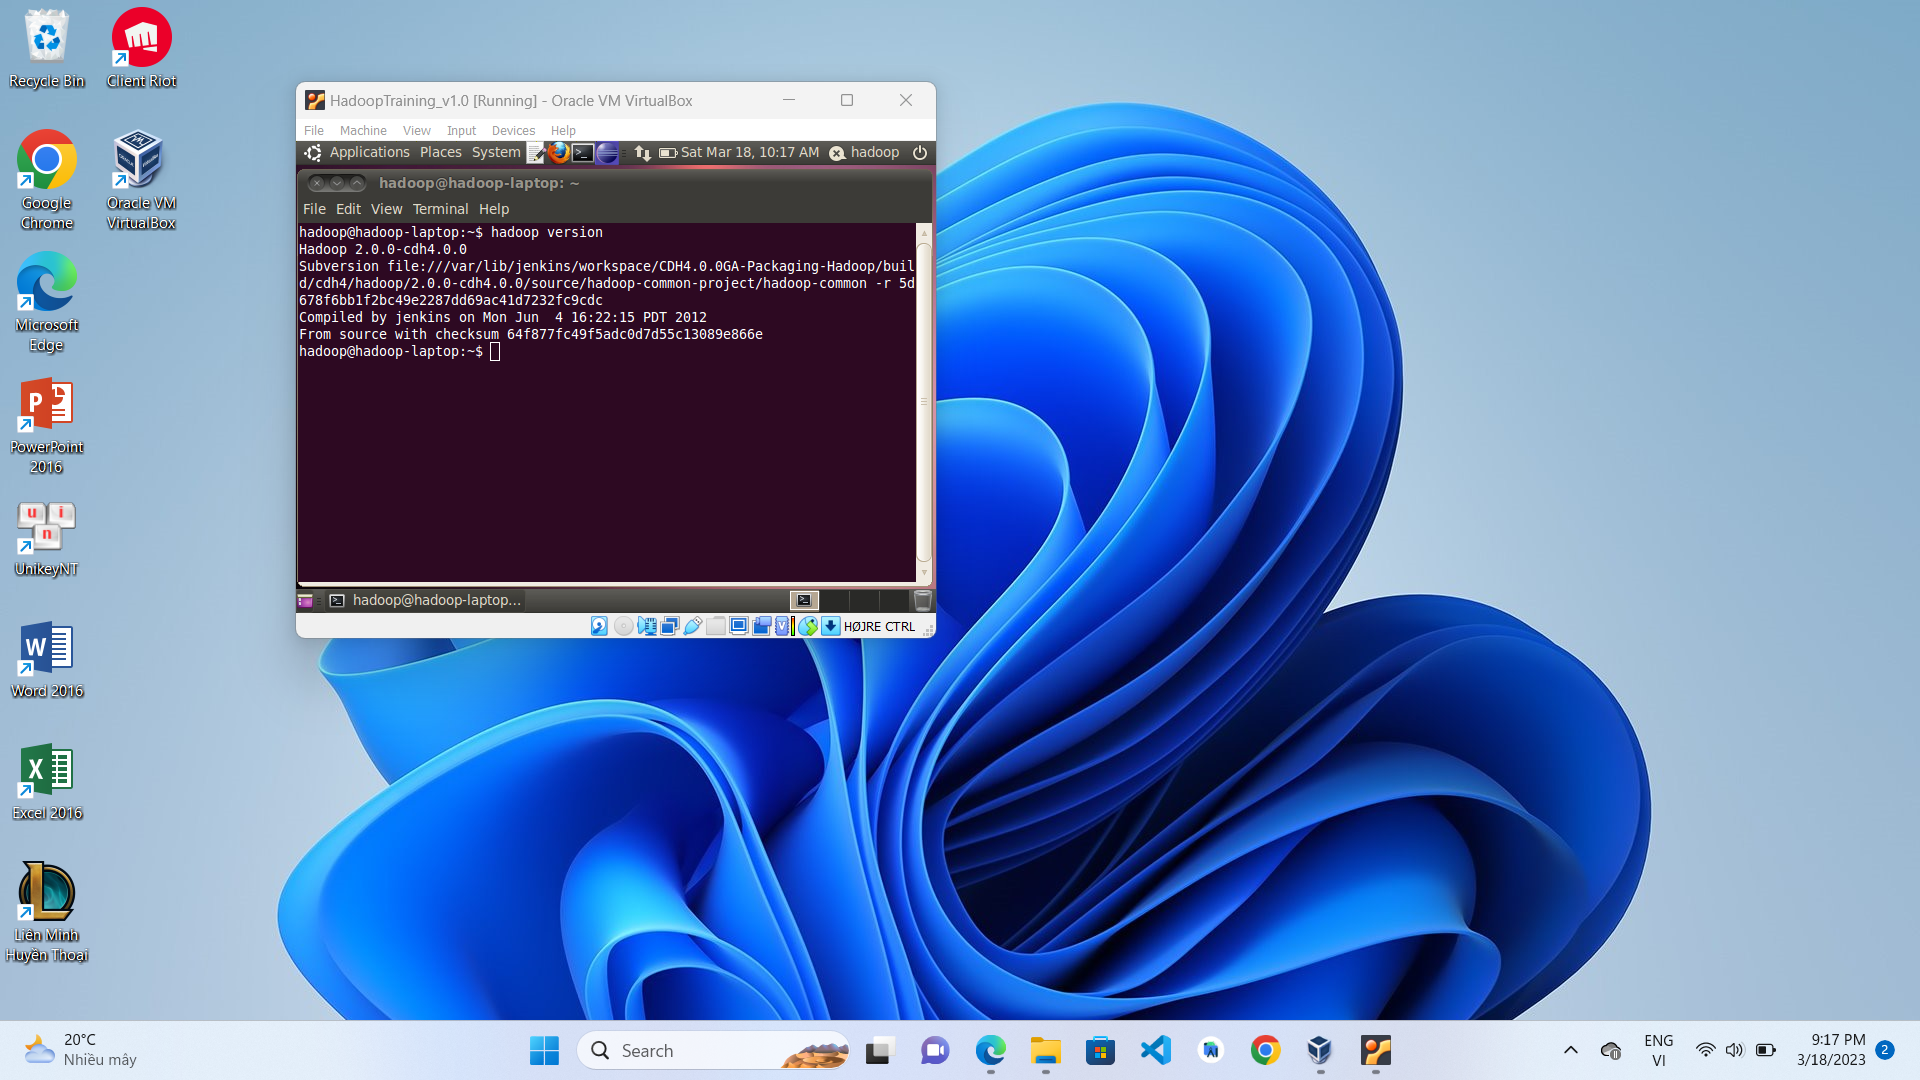 Recycle Bin
Client Riot
Google
Chrome
Oracle VM
VirtualBox
Microsoft
Edge
PowerPoint
2016
UnikeyNT
Word 2016
Excel 2016
Liên Minh
Huyền Thoại
HadoopTraining_v1.0 [Running] - Oracle VM VirtualBox
File Machine View Input Devices Help
Applications Places System Sat Mar 18, 10:17 AM hadoop
hadoop@hadoop-laptop: ~
File Edit View Terminal Help
hadoop@hadoop-laptop:~$ hadoop version
Hadoop 2.0.0-cdh4.0.0
Subversion file:///var/lib/jenkins/workspace/CDH4.0.0GA-Packaging-Hadoop/buil
d/cdh4/hadoop/2.0.0-cdh4.0.0/source/hadoop-common-project/hadoop-common -r 5d
678f6bb1f2bc49e2287dd69ac41d7232fc9cdc
Compiled by jenkins on Mon Jun  4 16:22:15 PDT 2012
From source with checksum 64f877fc49f5adc0d7d55c13089e866e
hadoop@hadoop-laptop:~$
hadoop@hadoop-laptop...
HØJRE CTRL
20°C
Nhiều mây
Search
ENG
VI
9:17 PM
3/18/2023
2